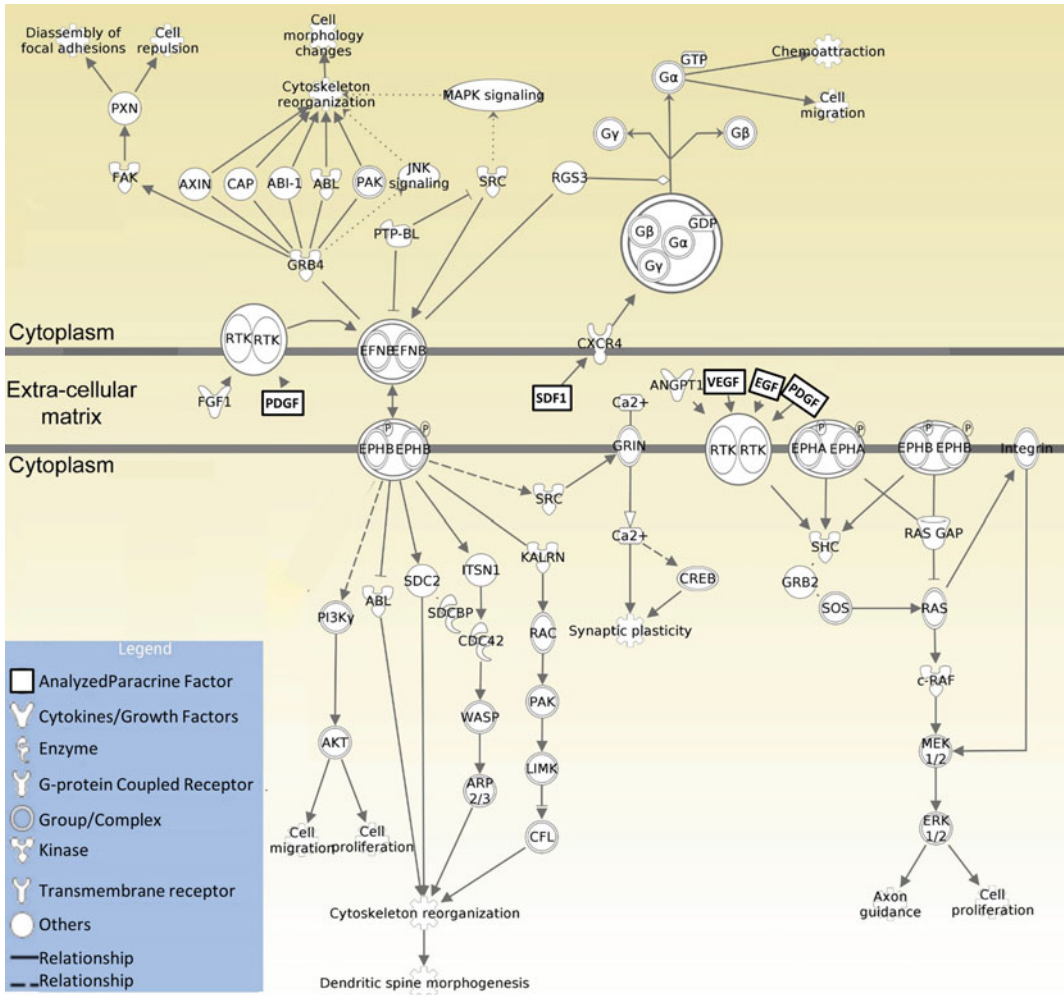 Diassembly of
focal adhesions
Cell
repulsion
Cell
morphology
changes
Cytoskeleton
reorganization
MAPK signaling
GTP
Gα
Chemoattraction
Cell
migration
PXN
Gγ
Gβ
FAK
AXIN
CAP
ABI-1
ABL
PAK
JNK
signaling
SRC
RGS3
PTP-BL
GRB4
Gβ
Gα
GDP
Gγ
Cytoplasm
RTK
RTK
EFNB
EFNB
CXCR4
Extra-cellular
matrix
FGF1
PDGF
SDF1
Ca2+
ANGPT1
VEGF
EGF
PDGF
P
P
EPHB
EPHB
GRIN
RTK
RTK
P
P
EPHA
EPHA
P
P
EPHB
EPHB
Integrin
Cytoplasm
SRC
Ca2+
SHC
RAS GAP
KALRN
ITSN1
SDC2
SDCBP
CREB
GRB2
SOS
RAS
PI3Kγ
ABL
CDC42
RAC
Synaptic plasticity
c-RAF
WASP
PAK
AKT
MEK
1/2
ARP
2/3
LIMK
Cell
migration
Cell
proliferation
CFL
ERK
1/2
Axon
guidance
Cell
proliferation
Cytoskeleton reorganization
Dendritic spine morphogenesis
Legend
AnalyzedParacrine Factor
Cytokines/Growth Factors
Enzyme
G-protein Coupled Receptor
Group/Complex
Kinase
Transmembrane receptor
Others
Relationship
Relationship